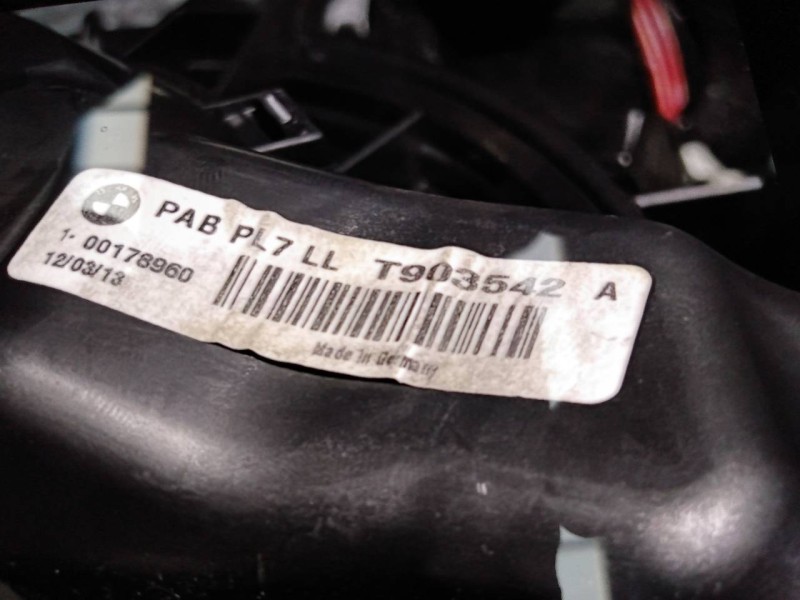 PAB PL7 LL T903542 A
1- 00178960
12/03/13
Made in Germany